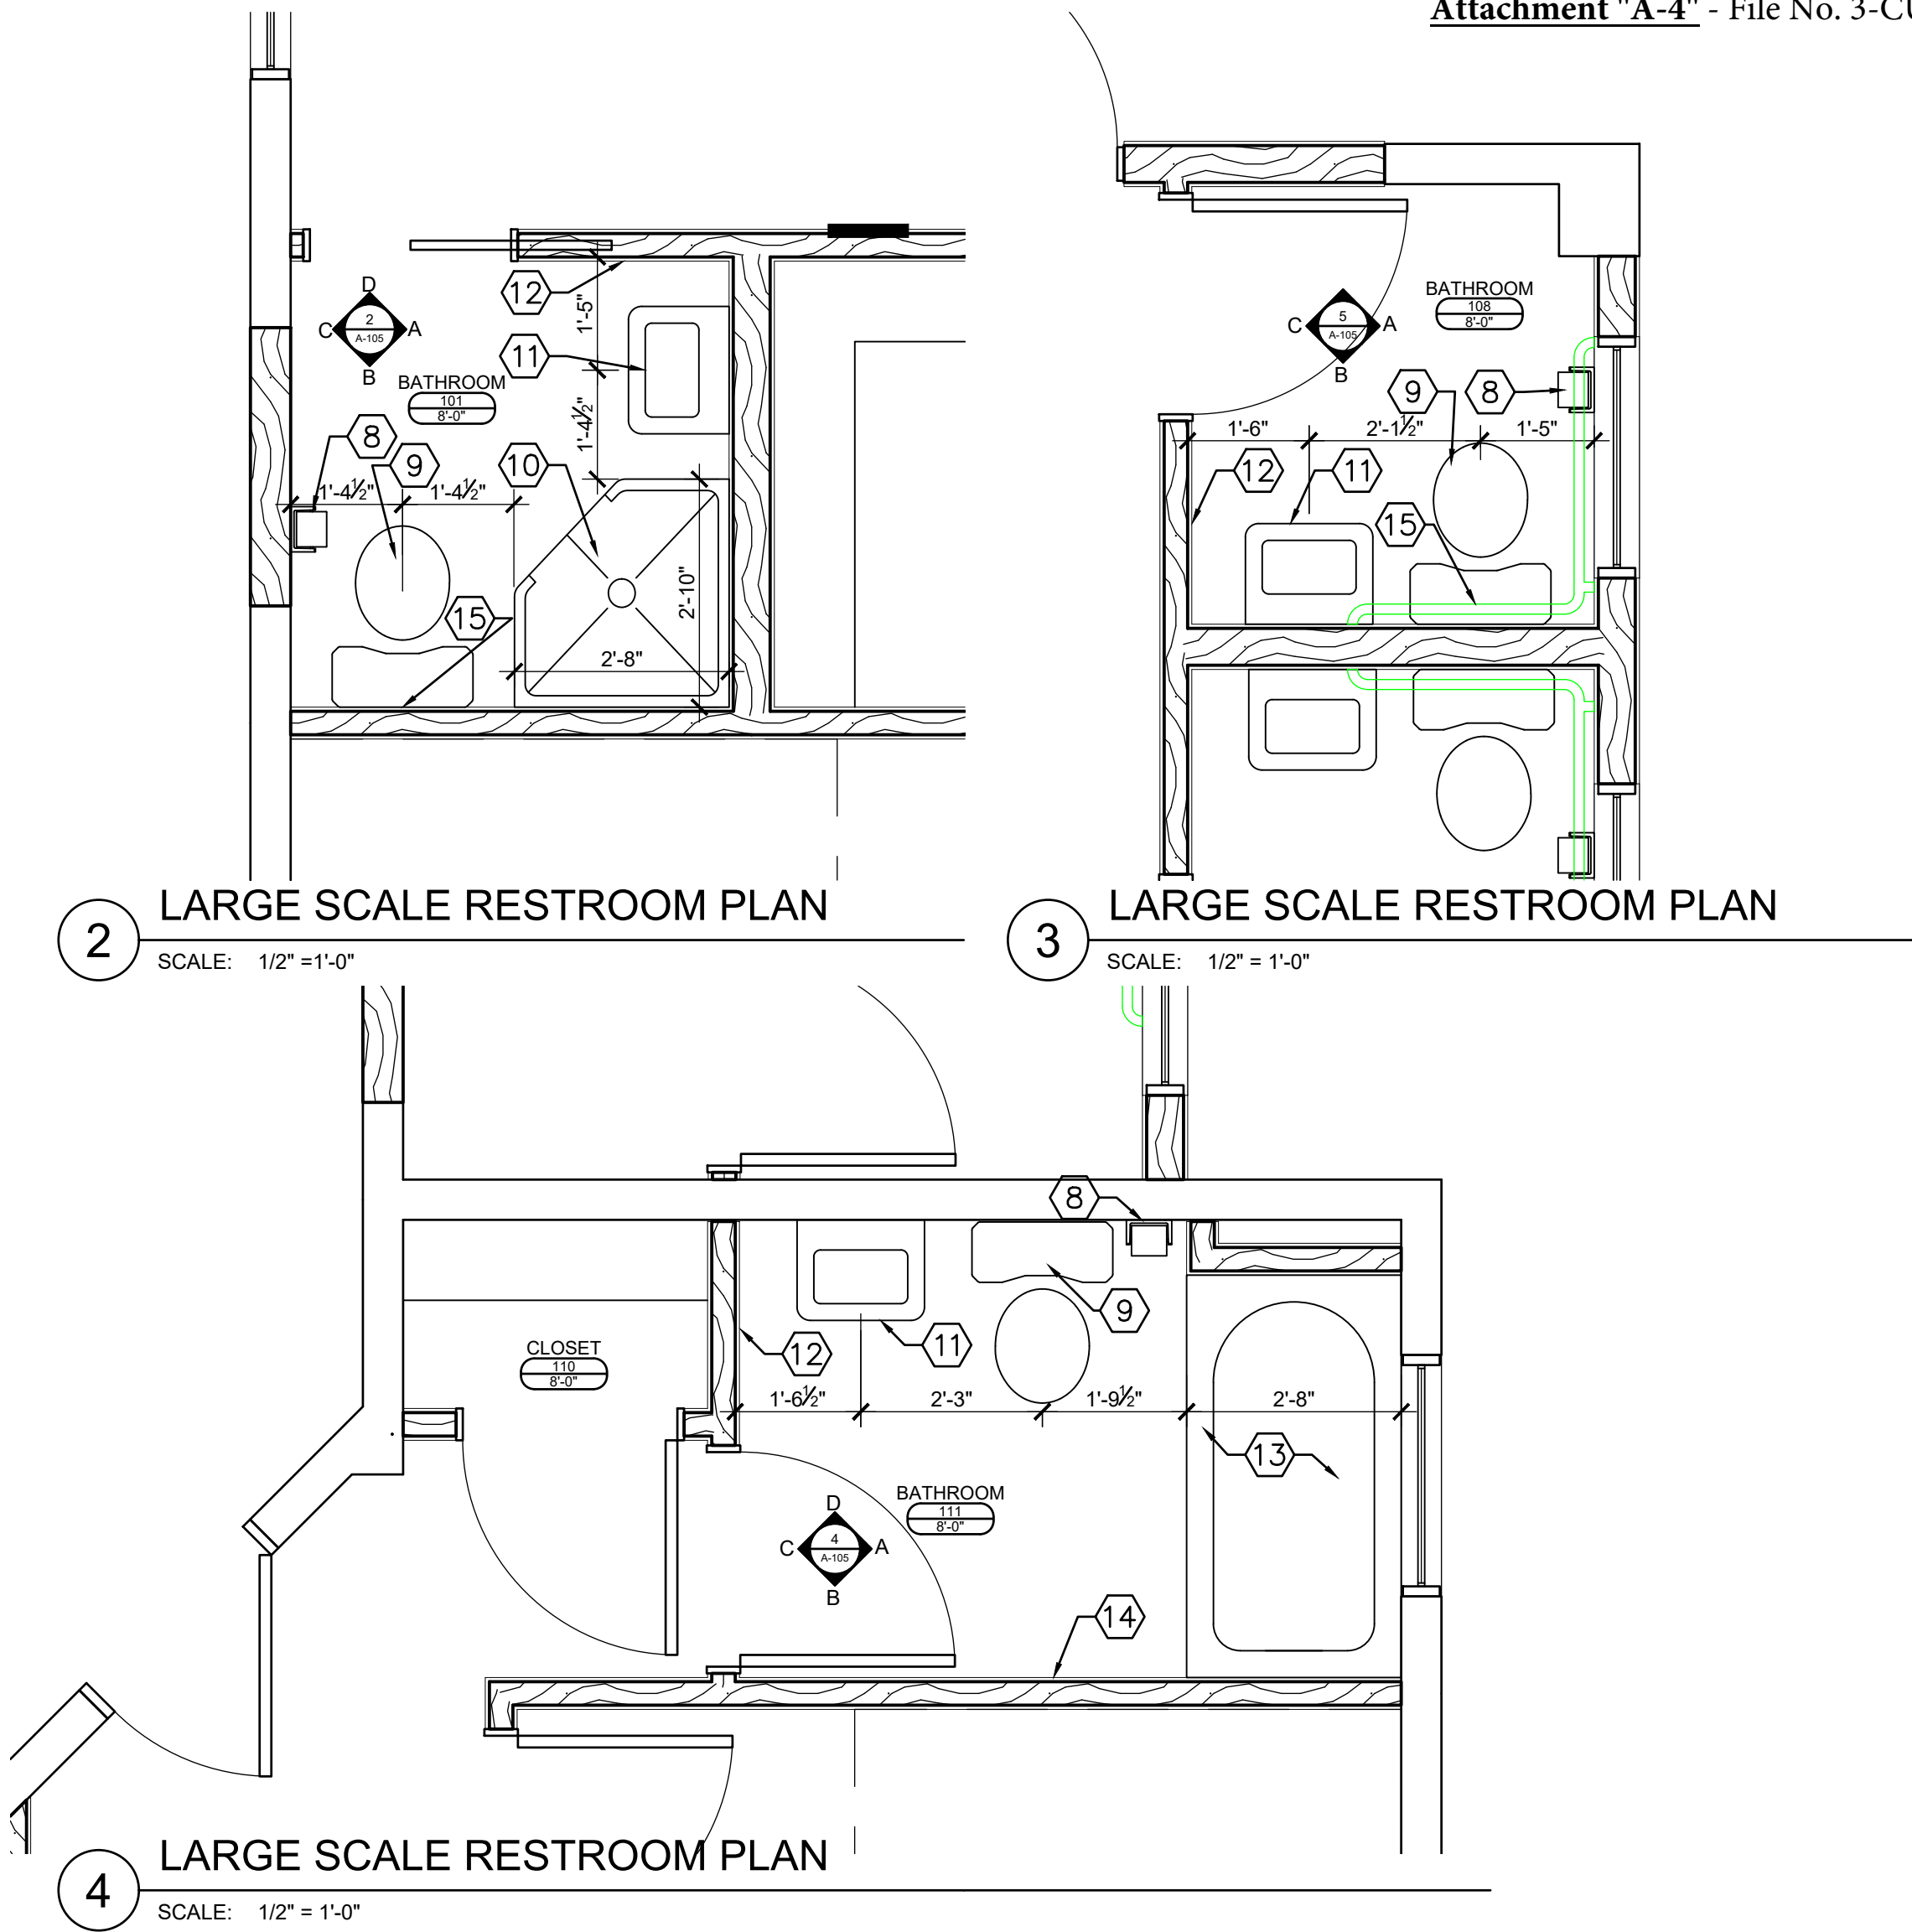 Attachment "A-4" - File No. 3-CU
D
C
2
A-105
A
B
BATHROOM
101
8'-0"
12
1'-5"
11
1'-4½"
8
9
10
1'-4½"
1'-4½"
15
2'-10"
2'-8"
2
LARGE SCALE RESTROOM PLAN
SCALE: 1/2" =1'-0"
BATHROOM
108
8'-0"
C
5
A-105
A
B
9
8
1'-6"
2'-1½"
1'-5"
12
11
15
3
LARGE SCALE RESTROOM PLAN
SCALE: 1/2" = 1'-0"
8
9
12
11
CLOSET
110
8'-0"
1'-6½"
2'-3"
1'-9½"
2'-8"
13
BATHROOM
111
8'-0"
D
C
4
A-105
A
B
14
4
LARGE SCALE RESTROOM PLAN
SCALE: 1/2" = 1'-0"